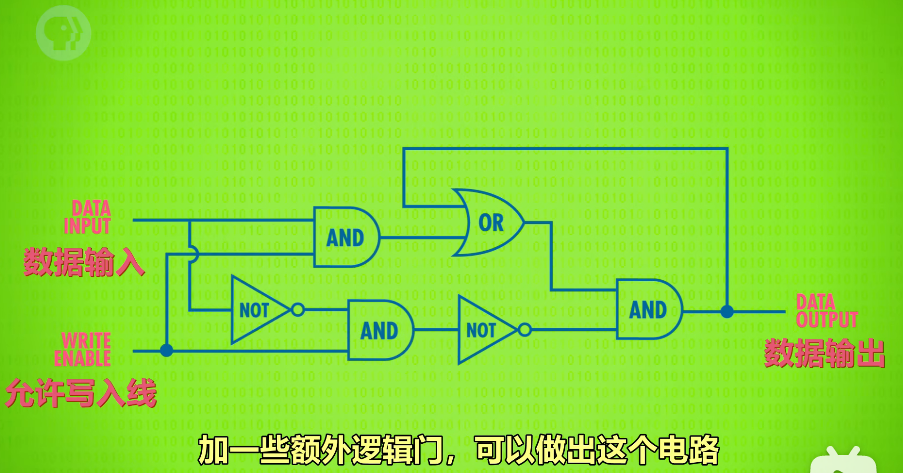 DATA
INPUT
数据输入
AND
OR
NOT
AND
NOT
AND
DATA
OUTPUT
数据输出
WRITE
ENABLE
允许写入线
加一些额外逻辑门，可以做出这个电路